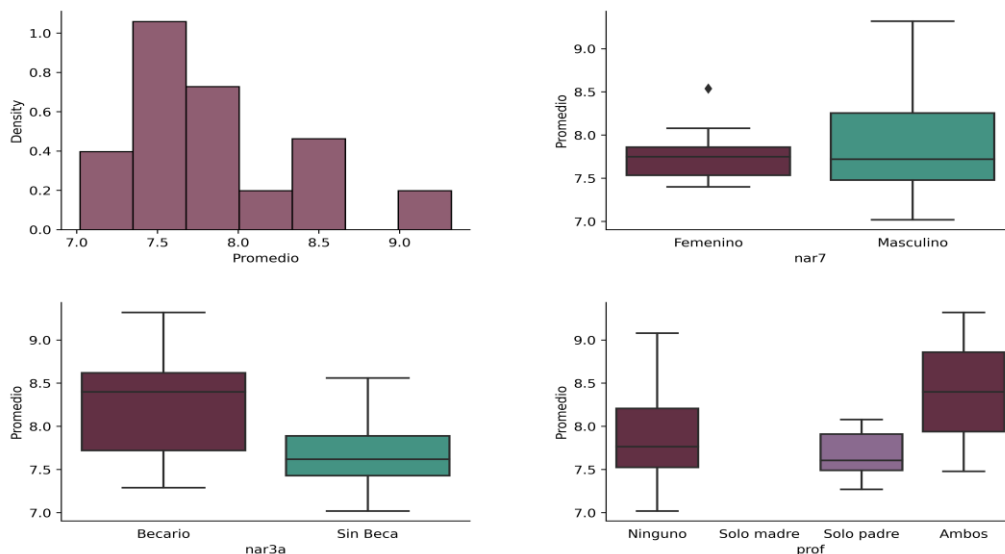 Density
1.0
0.8
0.6
0.4
0.2
0.0
7.0 7.5 8.0 8.5 9.0
Promedio
Promedio
9.0
8.5
8.0
7.5
7.0
Femenino Masculino
nar7
Promedio
9.0
8.5
8.0
7.5
7.0
Becario Sin Beca
nar3a
Promedio
9.0
8.5
8.0
7.5
7.0
Ninguno Solo madre Solo padre Ambos
prof